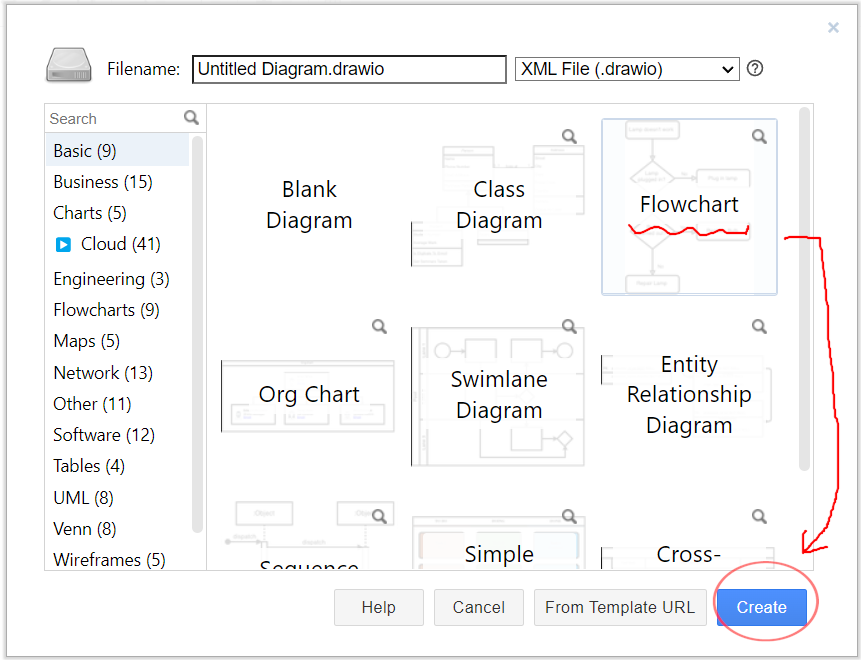 Filename: Untitled Diagram.drawio XML File (.drawio) ?
Search
Basic (9)
Business (15)
Charts (5)
Cloud (41)
Engineering (3)
Flowcharts (9)
Maps (5)
Network (13)
Other (11)
Software (12)
Tables (4)
UML (8)
Venn (8)
Wireframes (5)
Blank
Diagram
Class
Diagram
Flowchart
Org Chart
Swimlane
Diagram
Entity
Relationship
Diagram
Object
dispatch
dispatch
Sequence
Simple
Cross-
Help Cancel From Template URL Create